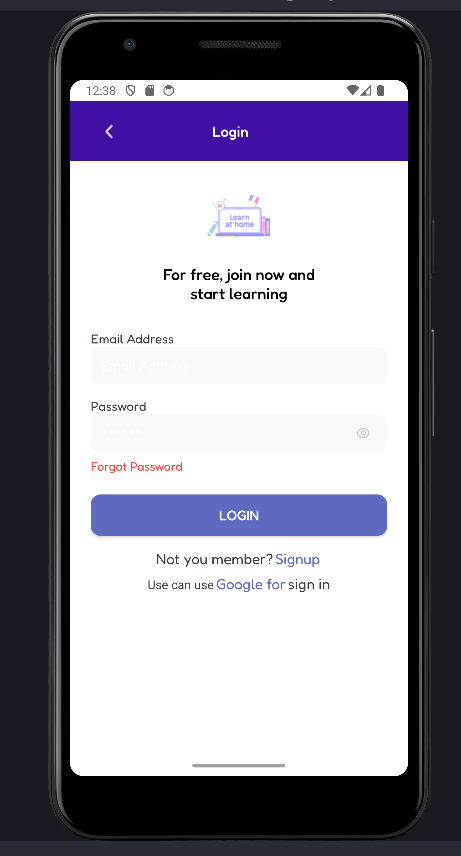 12:38
Login
Learn
at home
For free, join now and
start learning
Email Address
Email Address
Password
Forgot Password
LOGIN
Not you member? Signup
Use can use Google for sign in